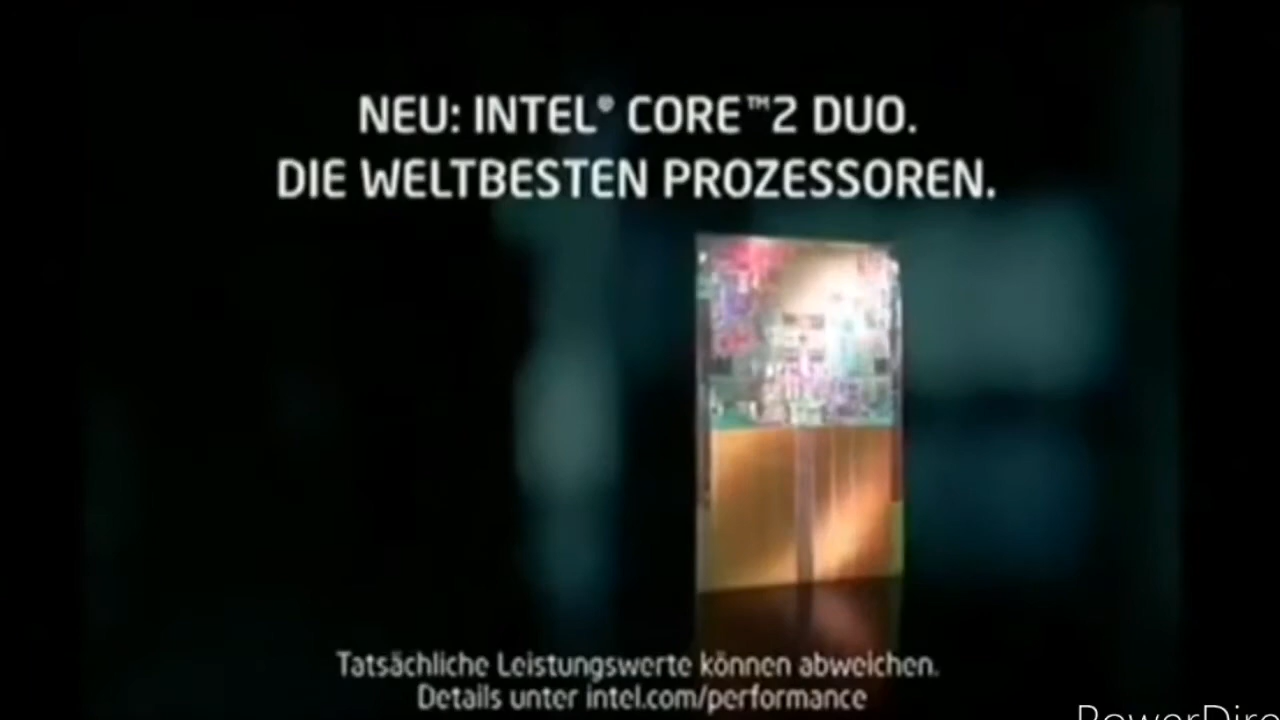 NEU: INTEL® CORE™2 DUO.
DIE WELTBESTEN PROZESSOREN.
Tatsächliche Leistungswerte können abweichen.
Details unter intel.com/performance